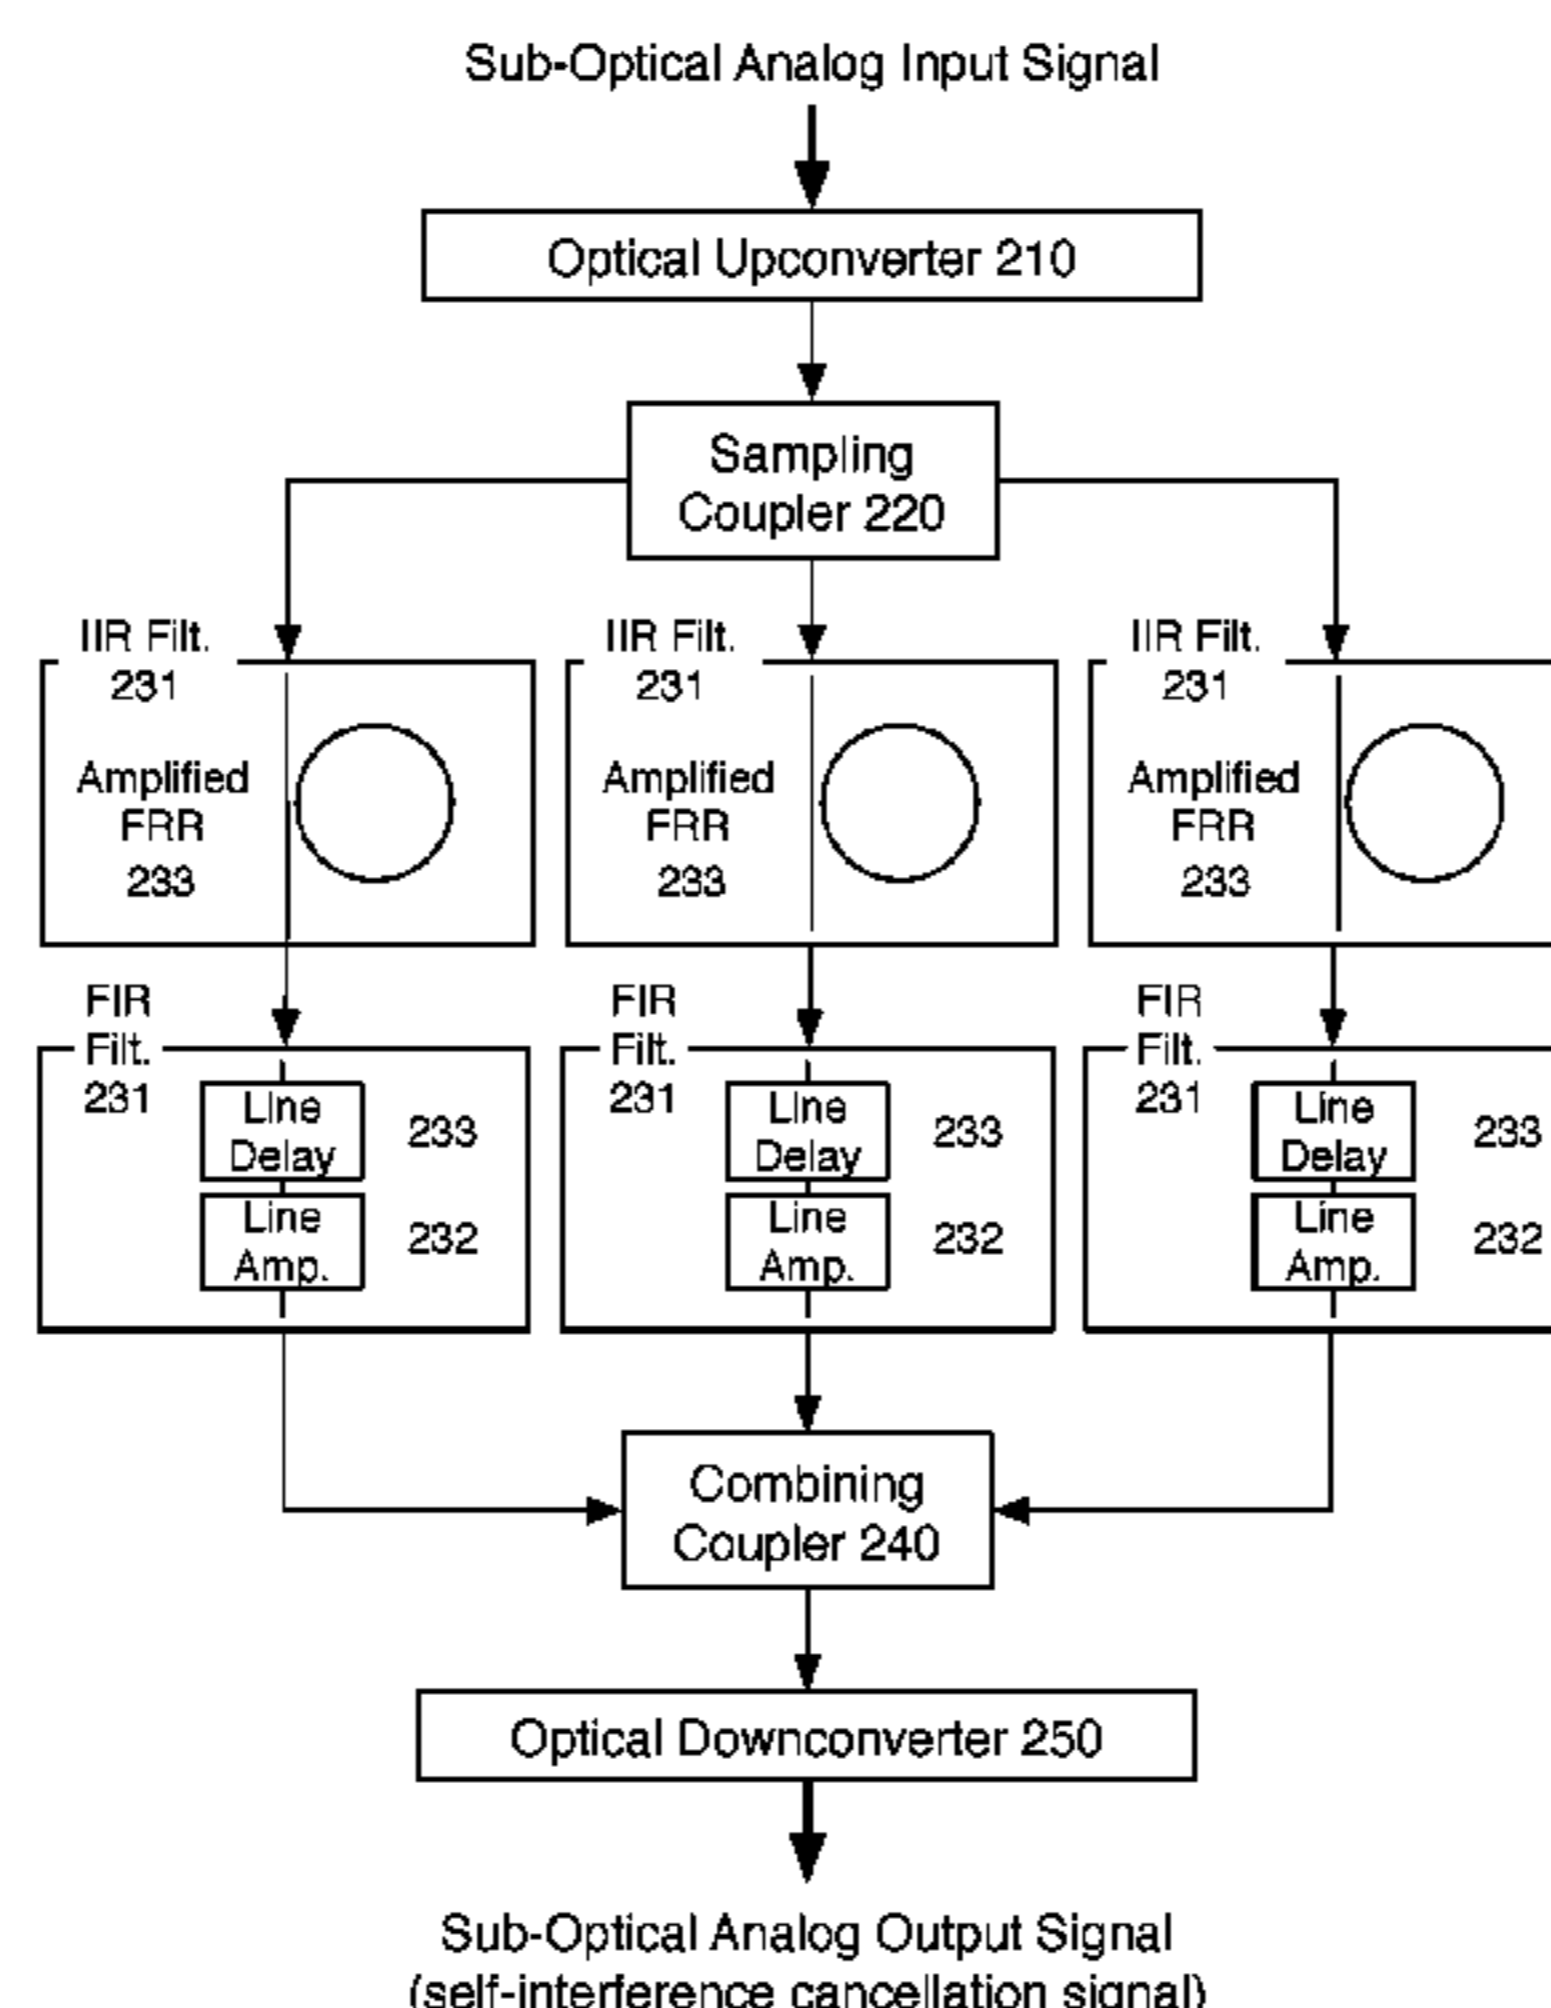 Sub-Optical Analog Input Signal
Optical Upconverter 210
Sampling
Coupler 220
IIR Filt.
231
Amplified
FRR
233
IIR Filt.
231
Amplified
FRR
233
IIR Filt.
231
Amplified
FRR
233
FIR
Filt.
231
Line
Delay
233
Line
Amp.
232
FIR
Filt.
231
Line
Delay
233
Line
Amp.
232
FIR
Filt.
231
Line
Delay
233
Line
Amp.
232
Combining
Coupler 240
Optical Downconverter 250
Sub-Optical Analog Output Signal
(self-interference cancellation signal)